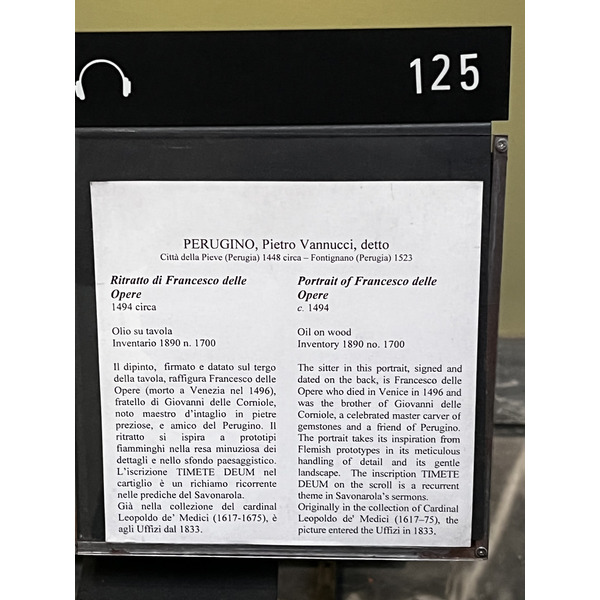 125
PERUGINO, Pietro Vannucci, detto
Città della Pieve (Perugia) 1448 circa – Fontignano (Perugia) 1523
Ritratto di Francesco delle
Opere
1494 circa
Olio su tavola
Inventario 1890 n. 1700
Il dipinto, firmato e datato sul tergo
della tavola, raffigura Francesco delle
Opere (morto a Venezia nel 1496),
fratello di Giovanni delle Corniole,
noto maestro d'intaglio in pietre
preziose, e amico del Perugino. Il
ritratto si ispira a prototipi
fiamminghi nella resa minuziosa dei
dettagli e nello sfondo paesaggistico.
L'iscrizione TIMETE DEUM nel
cartiglio è un richiamo ricorrente
nelle prediche del Savonarola.
Già nella collezione del cardinal
Leopoldo de' Medici (1617-1675), è
agli Uffizi dal 1833.
Portrait of Francesco delle
Opere
c. 1494
Oil on wood
Inventory 1890 no. 1700
The sitter in this portrait, signed and
dated on the back, is Francesco delle
Opere who died in Venice in 1496 and
was the brother of Giovanni delle
Corniole, a celebrated master carver of
gemstones and a friend of Perugino.
The portrait takes its inspiration from
Flemish prototypes in its meticulous
handling of detail and its gentle
landscape. The inscription TIMETE
DEUM on the scroll is a recurrent
theme in Savonarola's sermons.
Originally in the collection of Cardinal
Leopoldo de' Medici (1617–75), the
picture entered the Uffizi in 1833.